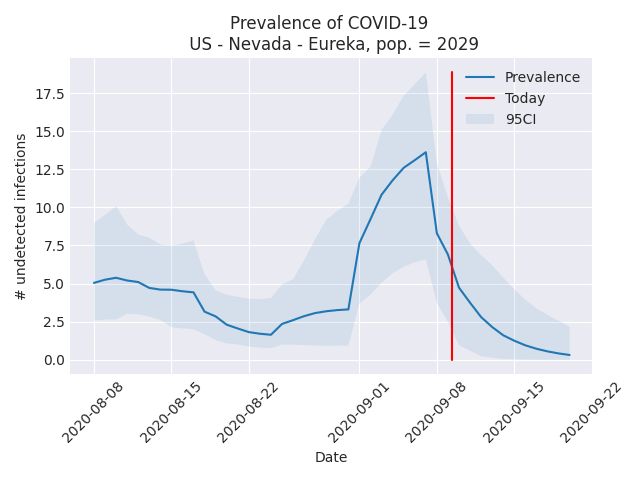 Prevalence of COVID-19
US - Nevada - Eureka, pop. = 2029
Prevalence
Today
95CI
17.5
15.0
12.5
10.0
7.5
5.0
2.5
0.0
# undetected infections
2020-08-08
2020-08-15
2020-08-22
2020-09-01
2020-09-08
2020-09-15
2020-09-22
Date